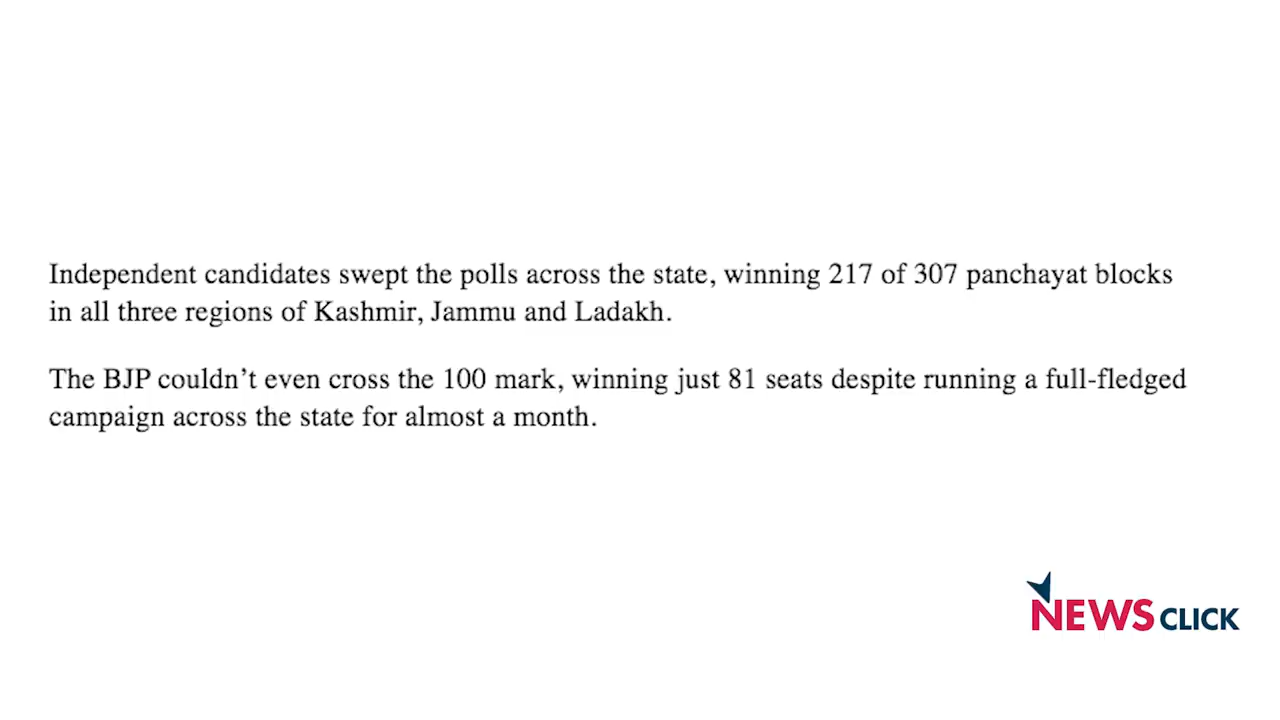 Independent candidates swept the polls across the state, winning 217 of 307 panchayat blocks
in all three regions of Kashmir, Jammu and Ladakh.
The BJP couldn’t even cross the 100 mark, winning just 81 seats despite running a full-fledged
campaign across the state for almost a month.
NEWSCLICK